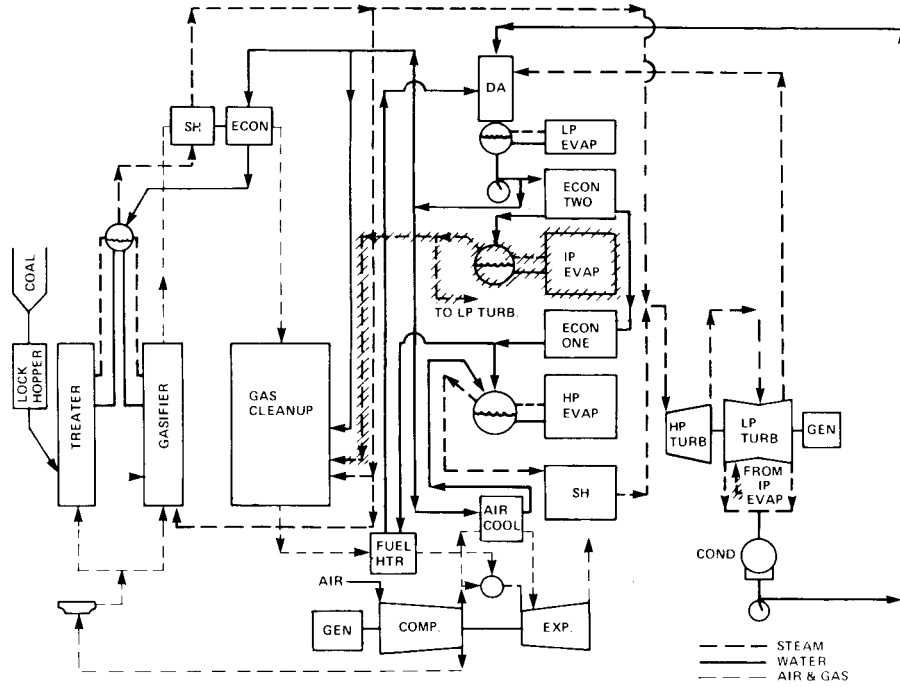 DA
SH
ECON
LP
EVAP
ECON
TWO
COAL
IP
EVAP
TO LP TURB.
LOCK
HOPPER
TREATER
GASIFIER
GAS
CLEANUP
ECON
ONE
HP
EVAP
HP
TURB
LP
TURB
GEN
FROM
IP
EVAP
SH
AIR
COOL
FUEL
HTR
COND
AIR
GEN
COMP.
EXP.
STEAM
WATER
AIR & GAS